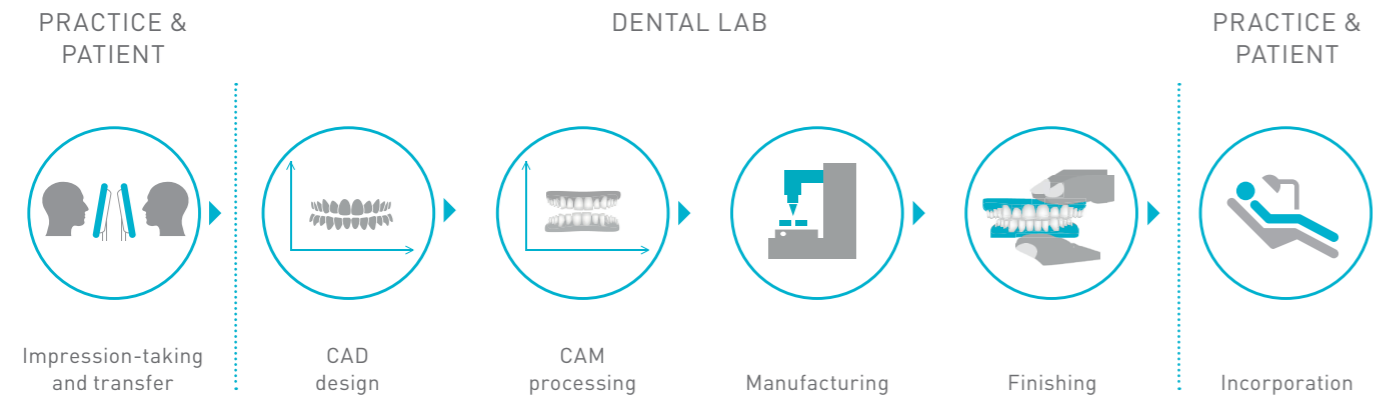 PRACTICE &
PATIENT
DENTAL LAB
PRACTICE &
PATIENT
Impression-taking
and transfer
CAD
design
CAM
processing
Manufacturing
Finishing
Incorporation